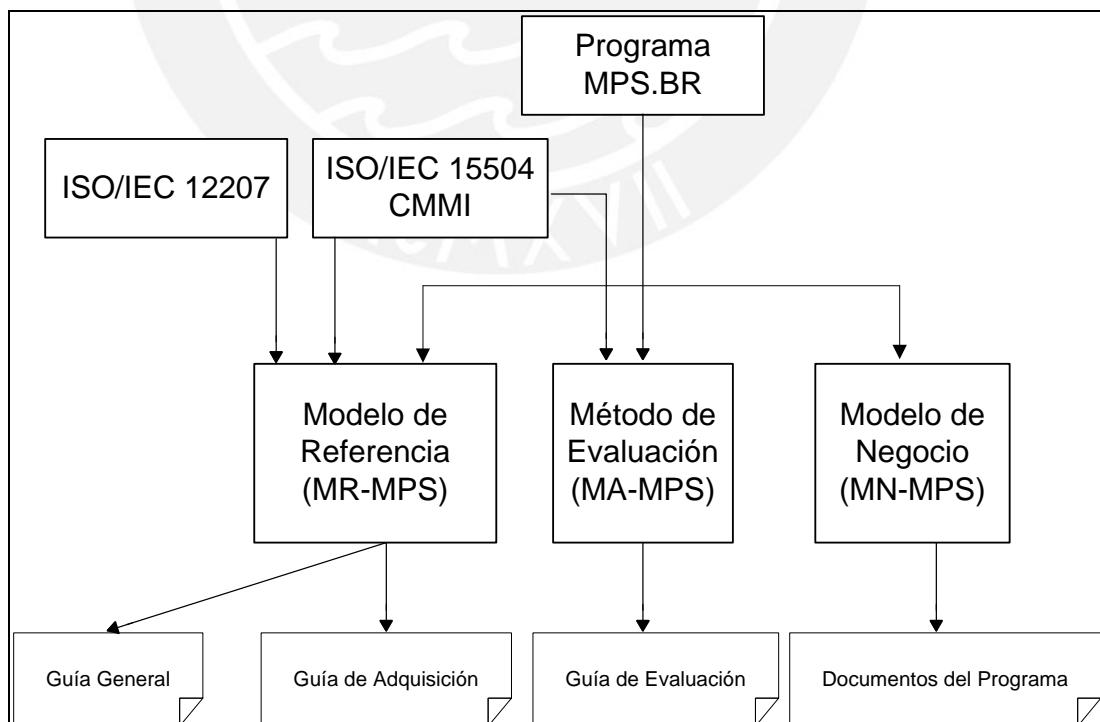 Programa
MPS.BR
ISO/IEC 12207
ISO/IEC 15504
CMMI
Modelo de
Referencia
(MR-MPS)
Método de
Evaluación
(MA-MPS)
Modelo de
Negocio
(MN-MPS)
Guía General
Guía de Adquisición
Guía de Evaluación
Documentos del Programa